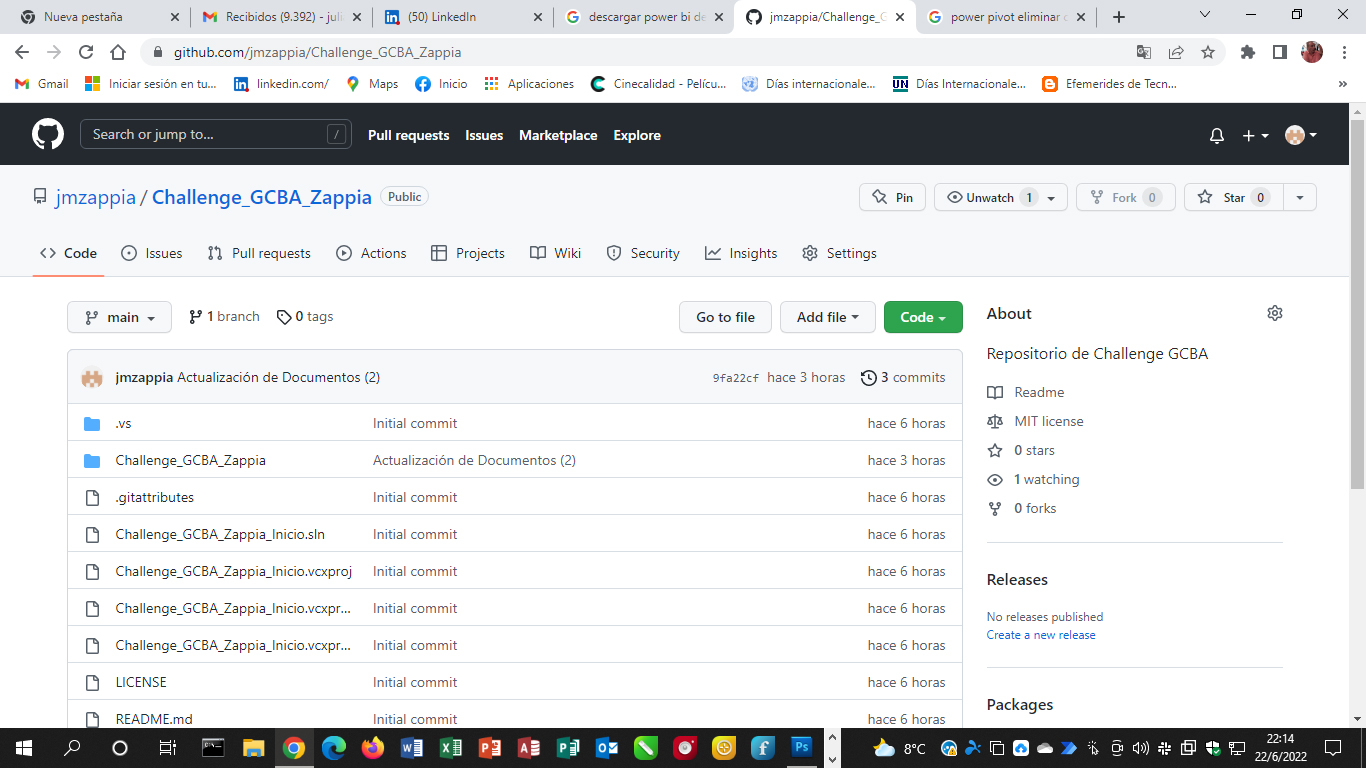 Nueva pestaña
Recibidos (9.392) - juli
(50) LinkedIn
descargar power bi de
jmzappia/Challenge_G
power pivot eliminar
github.com/jmzappia/Challenge_GCBA_Zappia
Gmail
Iniciar sesión en tu...
linkedin.com/
Maps
Inicio
Aplicaciones
Cinecalidad - Pelícu...
Días internacionale...
UN
Días Internacionale...
Efemerides de Tecn...
»
Search or jump to... /
Pull requests
Issues
Marketplace
Explore
jmzappia / Challenge_GCBA_Zappia Public
Pin
Unwatch 1
Fork 0
Star 0
Code
Issues
Pull requests
Actions
Projects
Wiki
Security
Insights
Settings
main
1 branch
0 tags
Go to file
Add file
Code
jmzappia Actualización de Documentos (2) 9fa22cf hace 3 horas 3 commits
.vs Initial commit hace 6 horas
Challenge_GCBA_Zappia Actualización de Documentos (2) hace 3 horas
.gitattributes Initial commit hace 6 horas
Challenge_GCBA_Zappia_Inicio.sln Initial commit hace 6 horas
Challenge_GCBA_Zappia_Inicio.vcxproj Initial commit hace 6 horas
Challenge_GCBA_Zappia_Inicio.vcxpr... Initial commit hace 6 horas
Challenge_GCBA_Zappia_Inicio.vcxpr... Initial commit hace 6 horas
LICENSE Initial commit hace 6 horas
README.md Initial commit hace 6 horas
About
Repositorio de Challenge GCBA
Readme
MIT license
0 stars
1 watching
0 forks
Releases
No releases published
Create a new release
Packages
8°C
22:14
22/6/2022